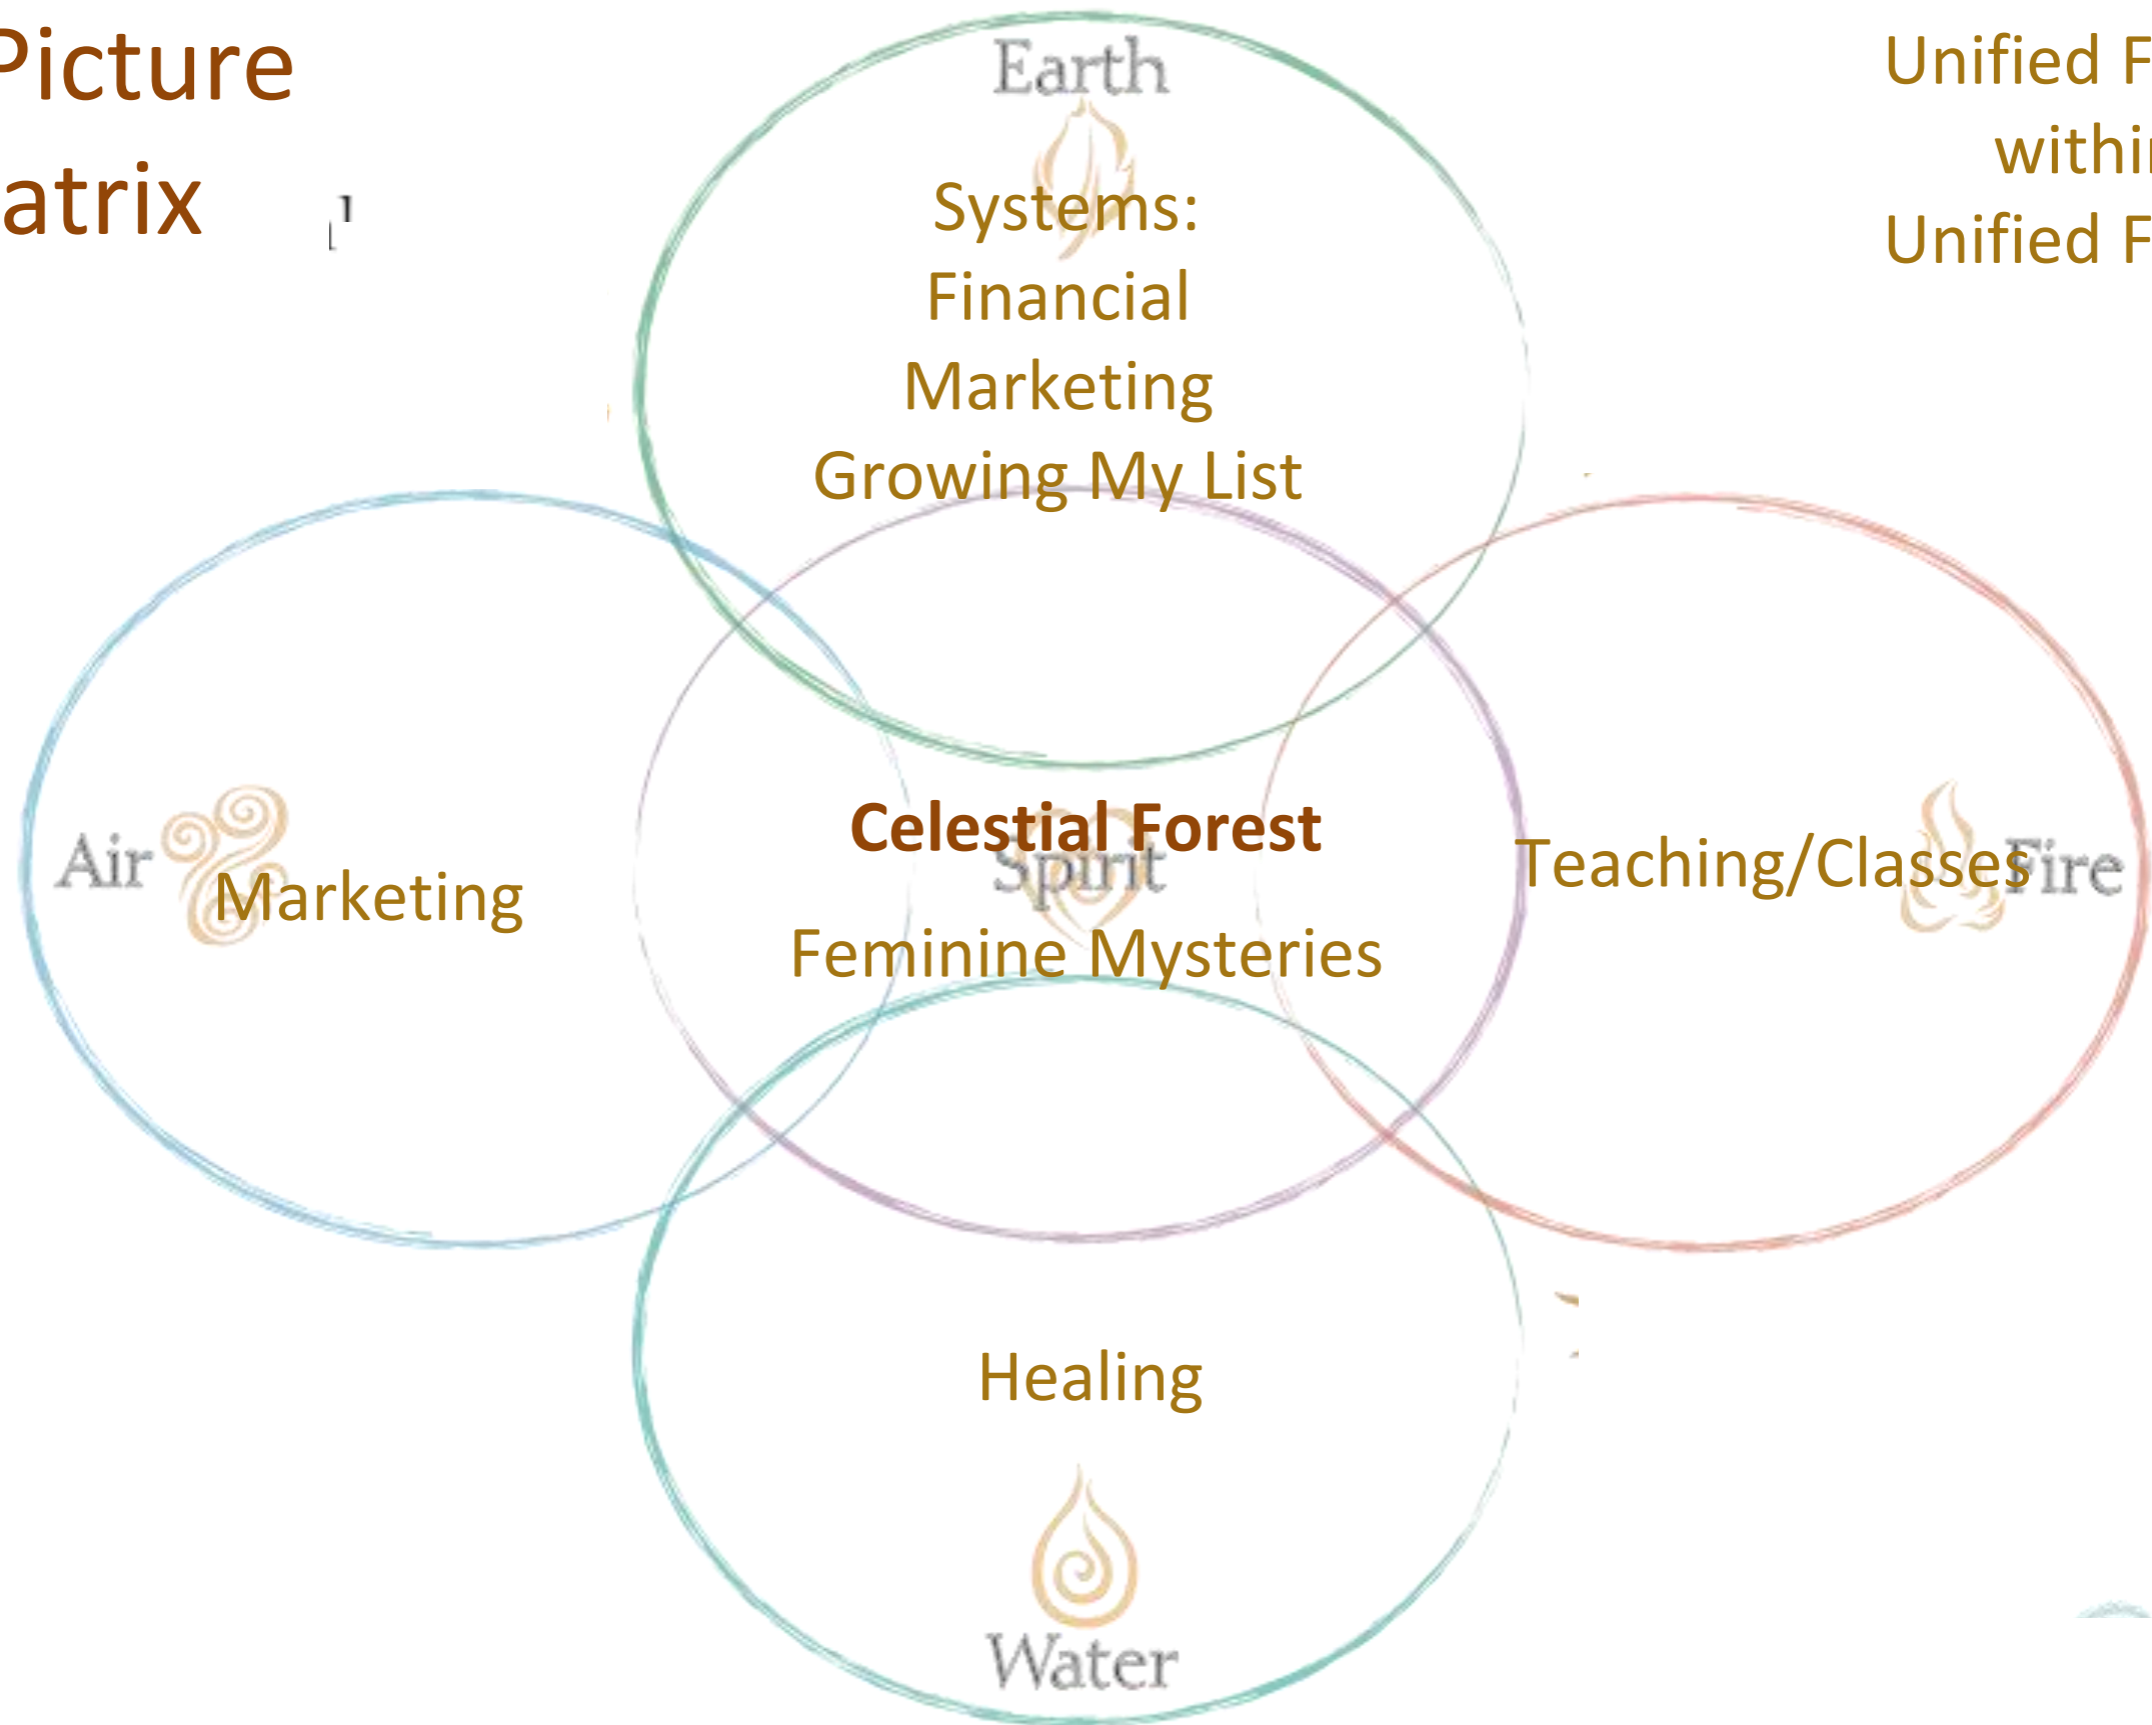 Picture
atrix
Unified F
within
Unified F
Earth
Systems:
Financial
Marketing
Growing My List
Air
Marketing
Celestial Forest
Spirit
Feminine Mysteries
Teaching/Classes
Fire
Healing
Water